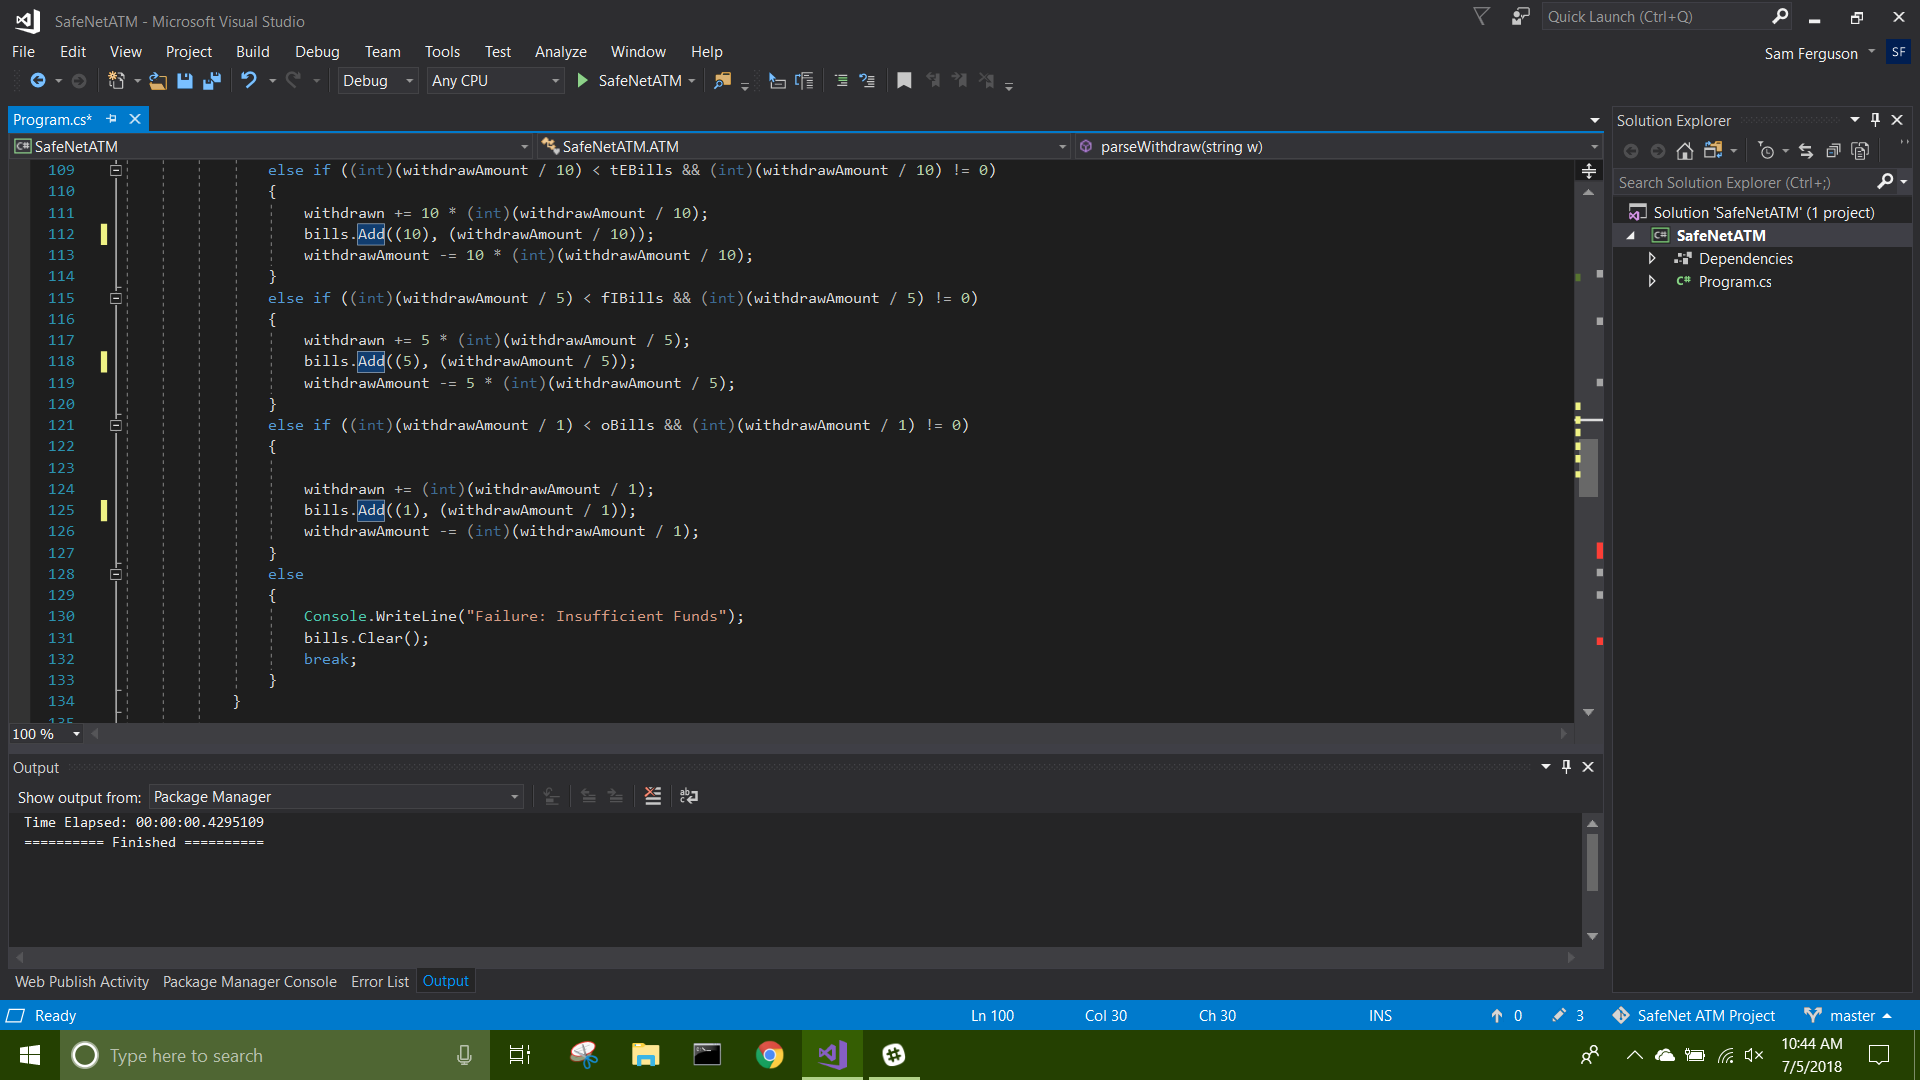 SafeNetATM - Microsoft Visual Studio
Quick Launch (Ctrl+Q)
File Edit View Project Build Debug Team Tools Test Analyze Window Help
Sam Ferguson SF
Debug Any CPU SafeNetATM
Program.cs*
SafeNetATM SafeNetATM.ATM parseWithdraw(string w)
109 else if ((int)(withdrawAmount / 10) < tEBills && (int)(withdrawAmount / 10) != 0)
110 {
111 withdrawn += 10 * (int)(withdrawAmount / 10);
112 bills.Add((10), (withdrawAmount / 10));
113 withdrawAmount -= 10 * (int)(withdrawAmount / 10);
114 }
115 else if ((int)(withdrawAmount / 5) < fIBills && (int)(withdrawAmount / 5) != 0)
116 {
117 withdrawn += 5 * (int)(withdrawAmount / 5);
118 bills.Add((5), (withdrawAmount / 5));
119 withdrawAmount -= 5 * (int)(withdrawAmount / 5);
120 }
121 else if ((int)(withdrawAmount / 1) < oBills && (int)(withdrawAmount / 1) != 0)
122 {
123
124 withdrawn += (int)(withdrawAmount / 1);
125 bills.Add((1), (withdrawAmount / 1));
126 withdrawAmount -= (int)(withdrawAmount / 1);
127 }
128 else
129 {
130 Console.WriteLine("Failure: Insufficient Funds");
131 bills.Clear();
132 break;
133 }
134 }
135
100 %
Output
Show output from: Package Manager
Time Elapsed: 00:00:00.4295109
========== Finished ==========
Web Publish Activity Package Manager Console Error List Output
Solution Explorer
Search Solution Explorer (Ctrl+;)
Solution 'SafeNetATM' (1 project)
C# SafeNetATM
Dependencies
C# Program.cs
Ready Ln 100 Col 30 Ch 30 INS 0 3 SafeNet ATM Project master
Type here to search
10:44 AM
7/5/2018